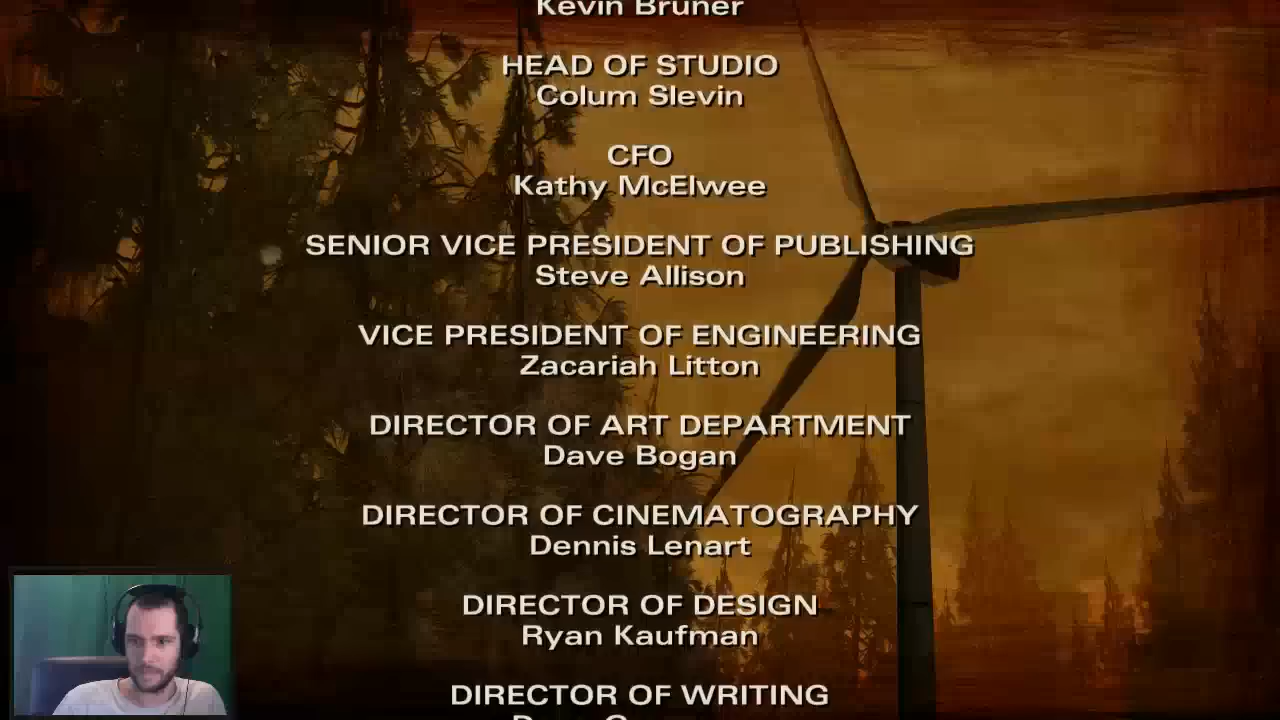 Kevin Bruner
HEAD OF STUDIO
Colum Slevin
CFO
Kathy McElwee
SENIOR VICE PRESIDENT OF PUBLISHING
Steve Allison
VICE PRESIDENT OF ENGINEERING
Zacariah Litton
DIRECTOR OF ART DEPARTMENT
Dave Bogan
DIRECTOR OF CINEMATOGRAPHY
Dennis Lenart
DIRECTOR OF DESIGN
Ryan Kaufman
DIRECTOR OF WRITING